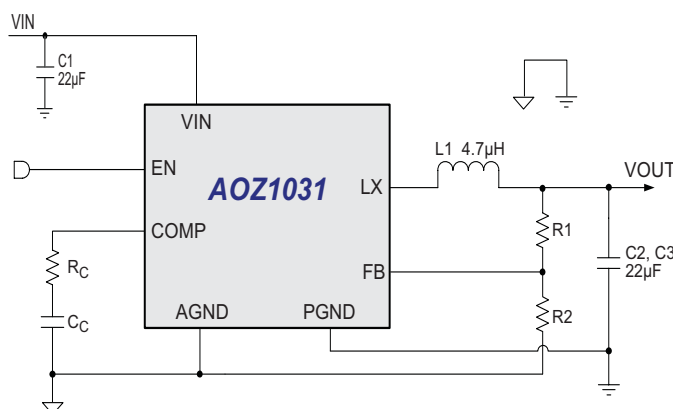 VIN
C1
22µF
VIN
EN
AOZ1031
LX
L1 4.7µH
VOUT
COMP
R1
C2, C3
22µF
RC
FB
CC
AGND
PGND
R2